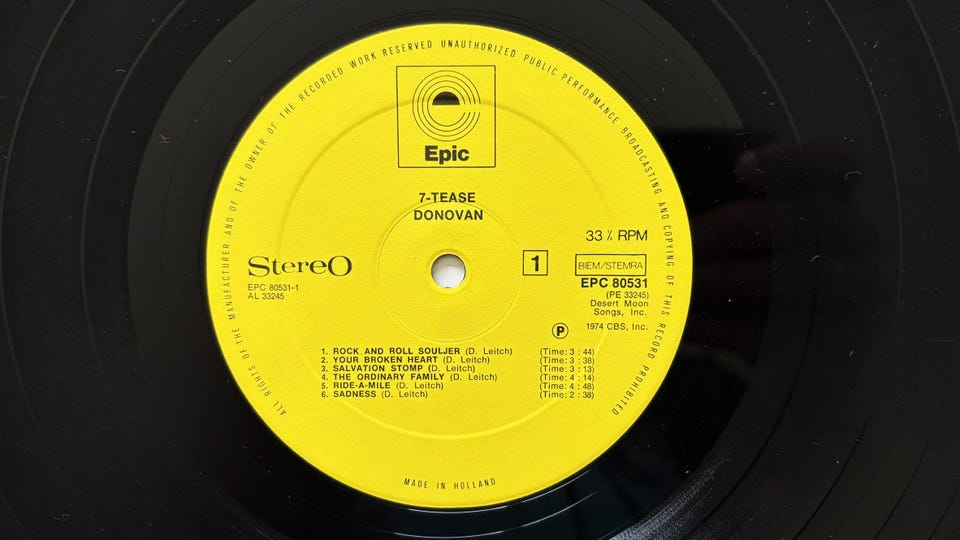 ALL RIGHTS OF THE MANUFACTURER AND OF THE OWNER OF THE RECORDED WORK RESERVED UNAUTHORIZED PUBLIC PERFORMANCE BROADCASTING AND COPYING OF THIS RECORD PROHIBITED
Epic
7-TEASE
DONOVAN
33 ⅓ RPM
StereO
1
BIEM/STEMRA
EPC 80531-1
EPC 80531
AL 33245
(PE 33245)
Desert Moon
Songs, Inc.
P 1974 CBS, Inc.
1. ROCK AND ROLL SOULJER (D. Leitch) (Time: 3 : 44)
2. YOUR BROKEN HEART (D. Leitch) (Time: 3 : 38)
3. SALVATION STOMP (D. Leitch) (Time: 3 : 13)
4. THE ORDINARY FAMILY (D. Leitch) (Time: 4 : 14)
5. RIDE-A-MILE (D. Leitch) (Time: 4 : 48)
6. SADNESS (D. Leitch) (Time: 2 : 38)
MADE IN HOLLAND